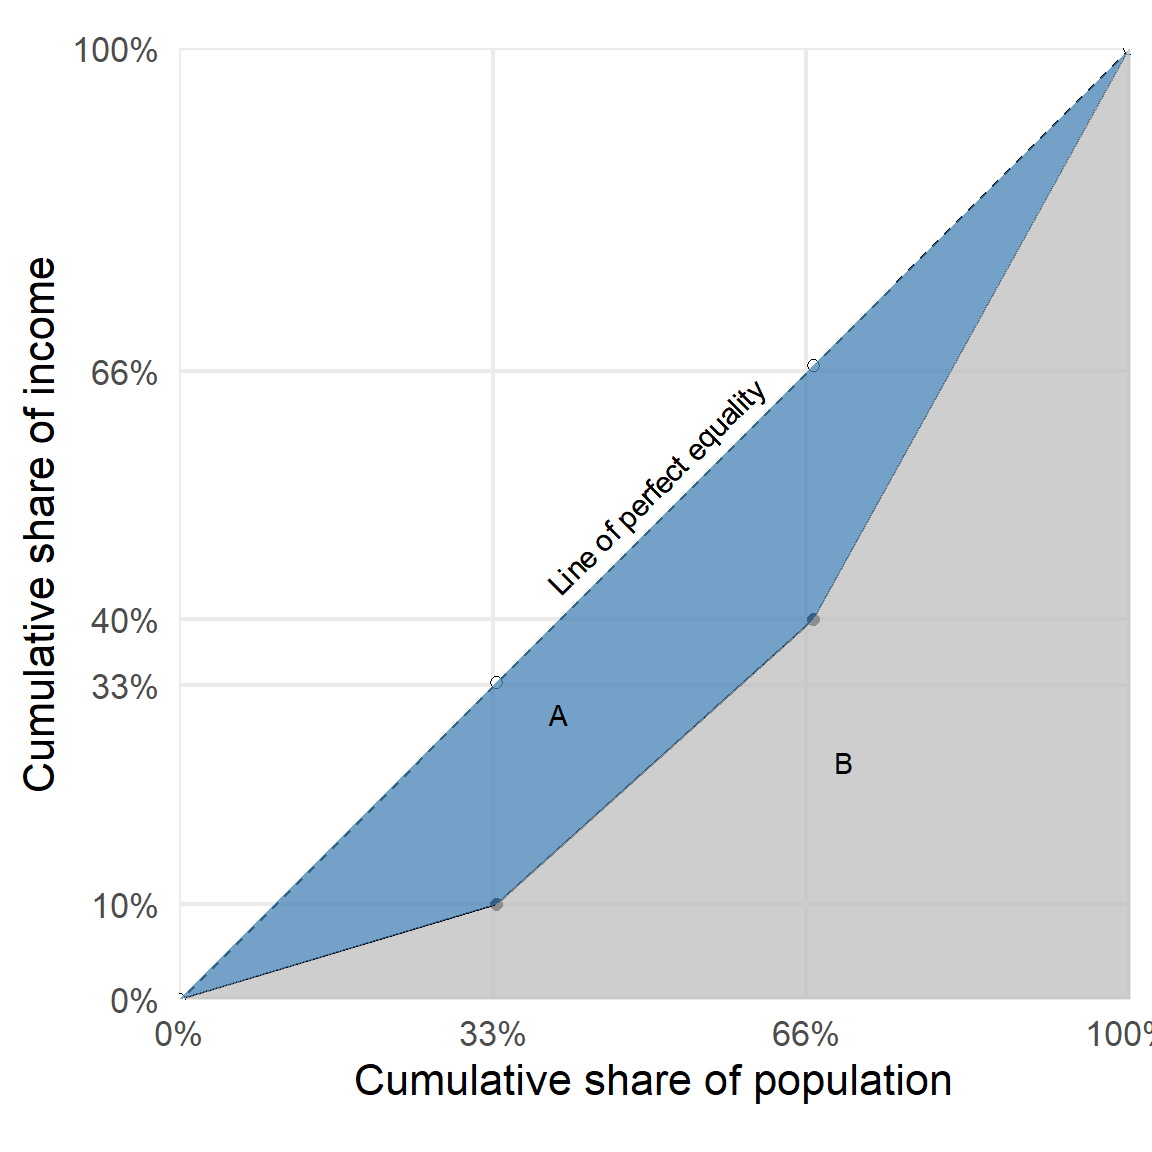 100%
66%
40%
33%
10%
0%
Cumulative share of income
Line of perfect equality
A
B
0%
33%
66%
100%
Cumulative share of population